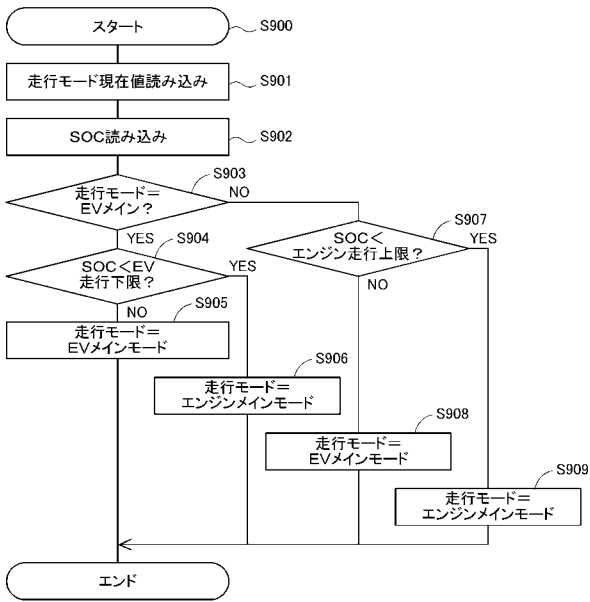 スタート
S900
走行モード現在値読み込み
S901
SOC読み込み
S902
走行モード＝
EVメイン？
S903
NO
YES
SOC＜EV
走行下限？
S904
YES
NO
SOC＜
エンジン走行上限？
S907
YES
NO
走行モード＝
EVメインモード
S905
走行モード＝
エンジンメインモード
S906
走行モード＝
EVメインモード
S908
走行モード＝
エンジンメインモード
S909
エンド